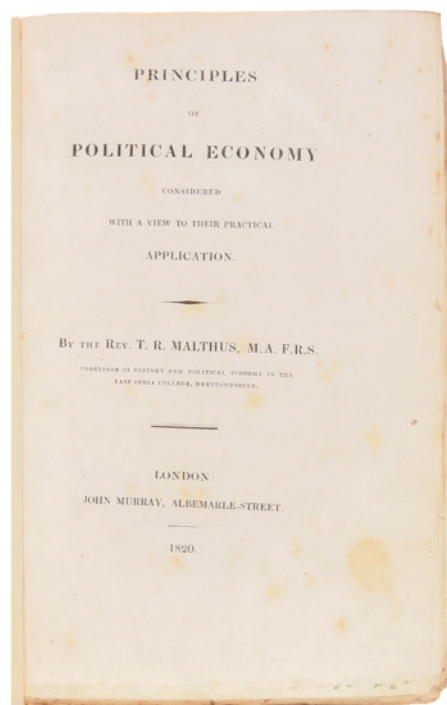 PRINCIPLES
OF
POLITICAL ECONOMY
CONSIDERED
WITH A VIEW TO THEIR PRACTICAL
APPLICATION.
BY THE REV. T. R. MALTHUS, M.A. F.R.S.
PROFESSOR OF HISTORY AND POLITICAL ECONOMY IN THE
EAST INDIA COLLEGE, HERTFORDSHIRE.
LONDON:
JOHN MURRAY, ALBEMARLE-STREET.
1820.